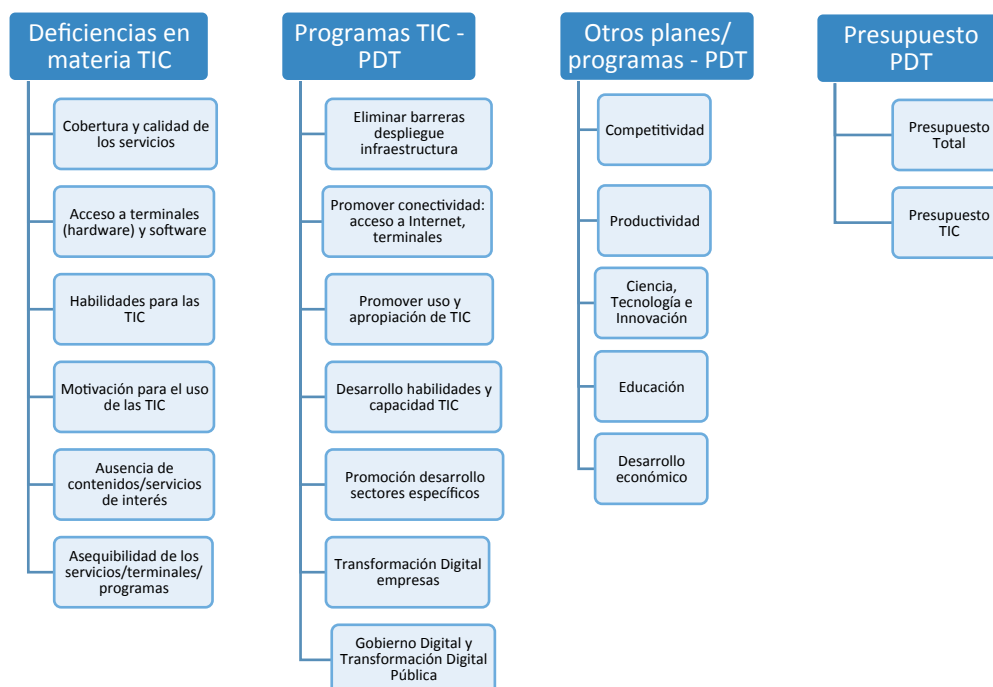 Deficiencias en
materia TIC
Cobertura y calidad de
los servicios
Acceso a terminales
(hardware) y software
Habilidades para las
TIC
Motivación para el uso
de las TIC
Ausencia de
contenidos/servicios
de interés
Asequibilidad de los
servicios/terminales/
programas
Programas TIC -
PDT
Eliminar barreras
despliegue
infraestructura
Promover conectividad:
acceso a Internet,
terminales
Promover uso y
apropiación de TIC
Desarrollo habilidades y
capacidad TIC
Promoción desarrollo
sectores específicos
Transformación Digital
empresas
Gobierno Digital y
Transformación Digital
Pública
Otros planes/
programas - PDT
Competitividad
Productividad
Ciencia,
Tecnología e
Innovación
Educación
Desarrollo
económico
Presupuesto
PDT
Presupuesto
Total
Presupuesto
TIC